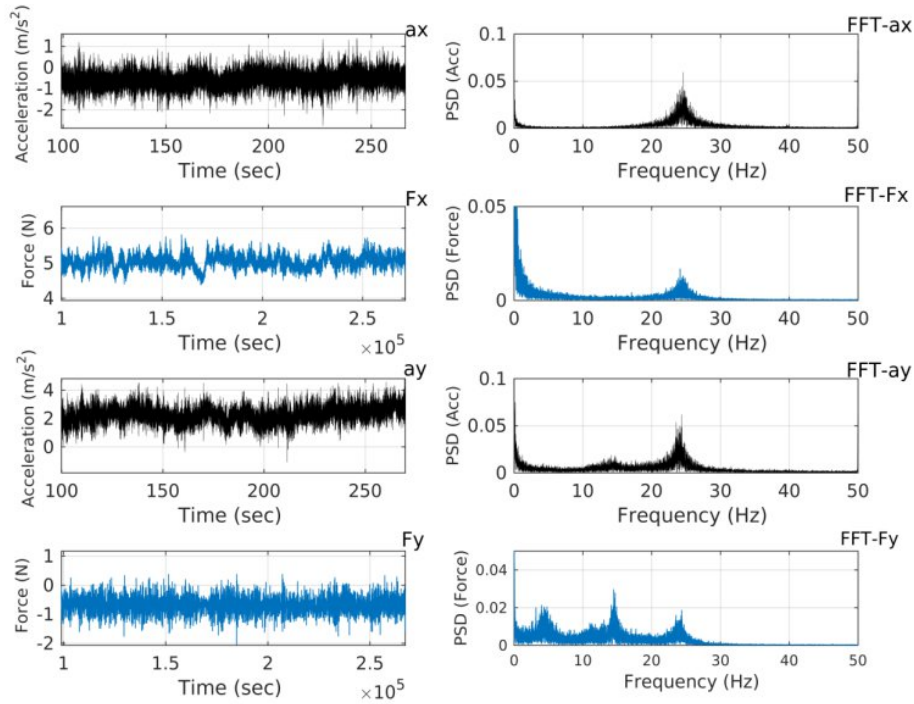 ax
Acceleration (m/s²)
1
0
-1
-2
100 150 200 250
Time (sec)
FFT-ax
PSD (Acc)
0.1
0.05
0
0 10 20 30 40 50
Frequency (Hz)
Fx
Force (N)
6
5
4
1 1.5 2 2.5
×10⁵
Time (sec)
FFT-Fx
PSD (Force)
0.05
0
0 10 20 30 40 50
Frequency (Hz)
ay
Acceleration (m/s²)
4
2
0
100 150 200 250
Time (sec)
FFT-ay
PSD (Acc)
0.1
0.05
0
0 10 20 30 40 50
Frequency (Hz)
Fy
Force (N)
1
0
-1
-2
1 1.5 2 2.5
×10⁵
Time (sec)
FFT-Fy
PSD (Force)
0.04
0.02
0
0 10 20 30 40 50
Frequency (Hz)